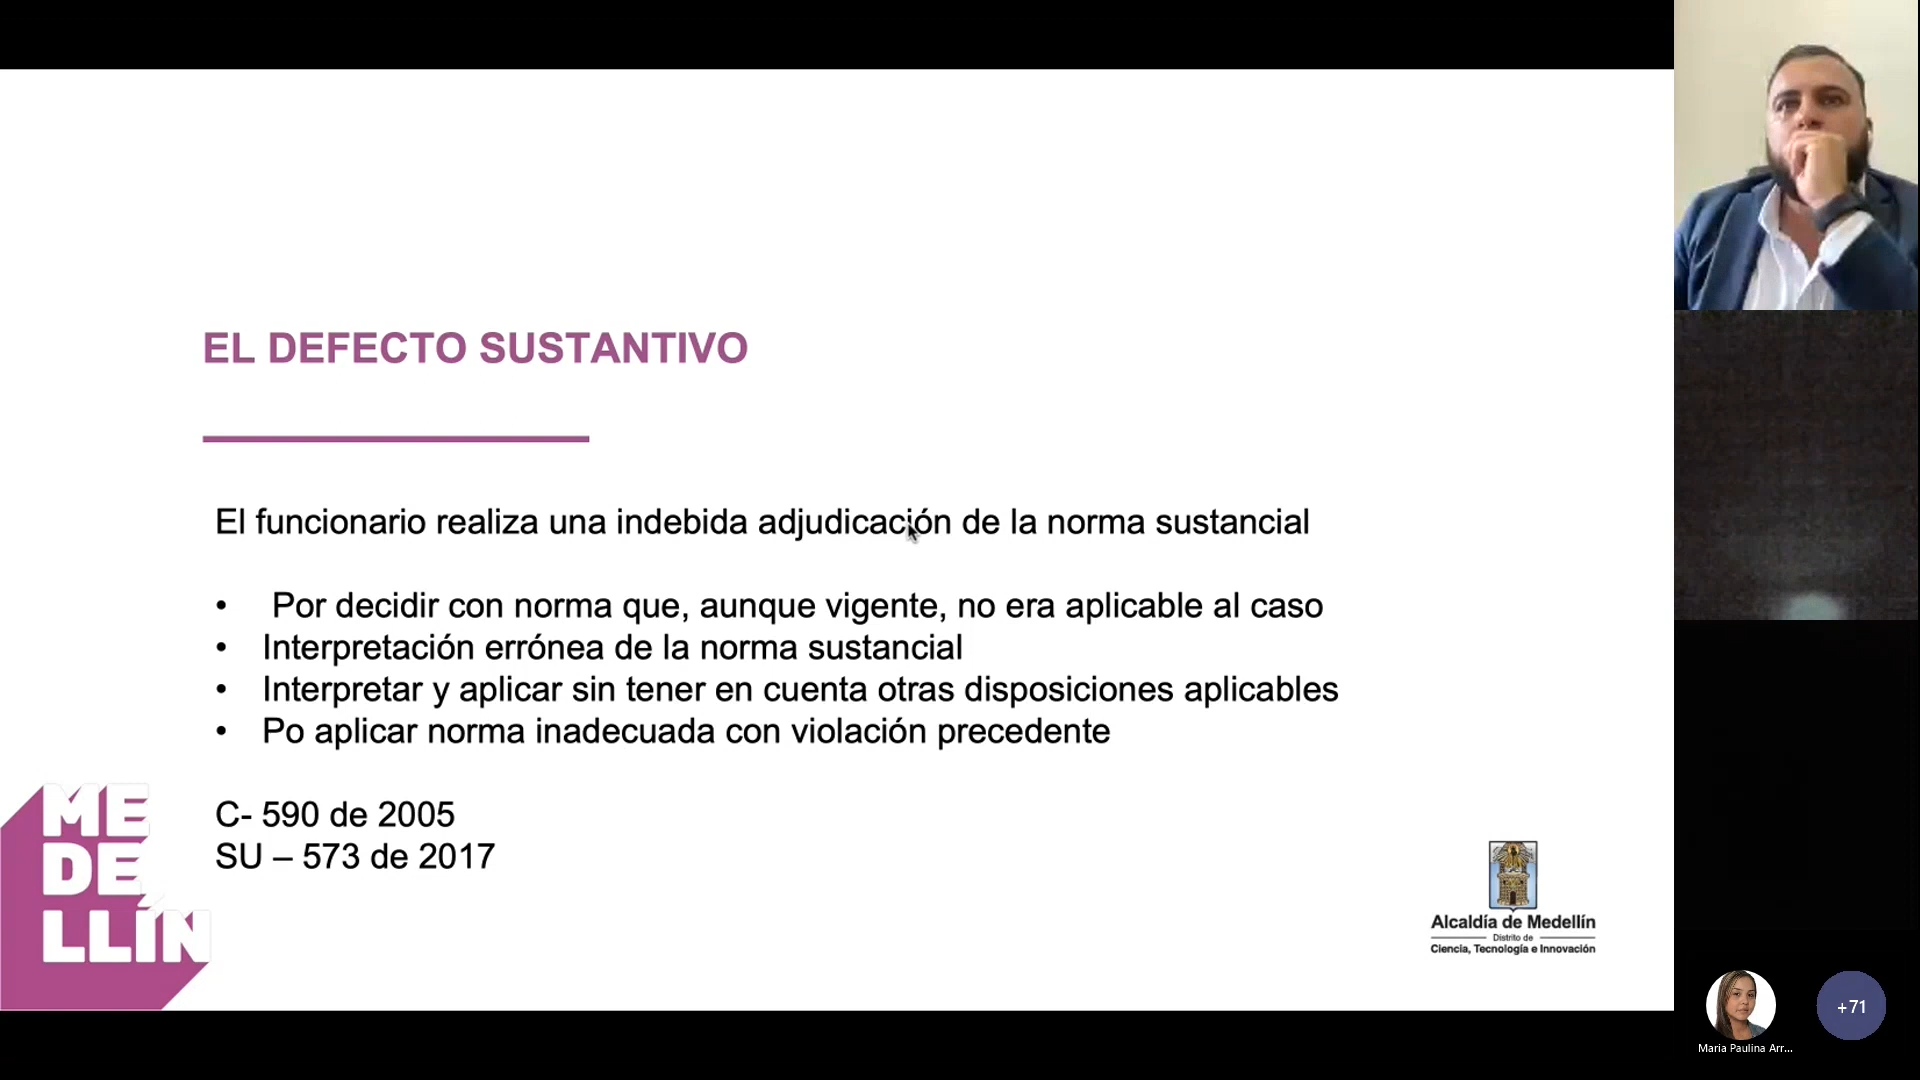 EL DEFECTO SUSTANTIVO
El funcionario realiza una indebida adjudicación de la norma sustancial
• Por decidir con norma que, aunque vigente, no era aplicable al caso
• Interpretación errónea de la norma sustancial
• Interpretar y aplicar sin tener en cuenta otras disposiciones aplicables
• Po aplicar norma inadecuada con violación precedente
C- 590 de 2005
SU – 573 de 2017
ME
DE
LLÍN
Alcaldía de Medellín
Distrito de
Ciencia, Tecnología e Innovación
+71
Maria Paulina Arr...